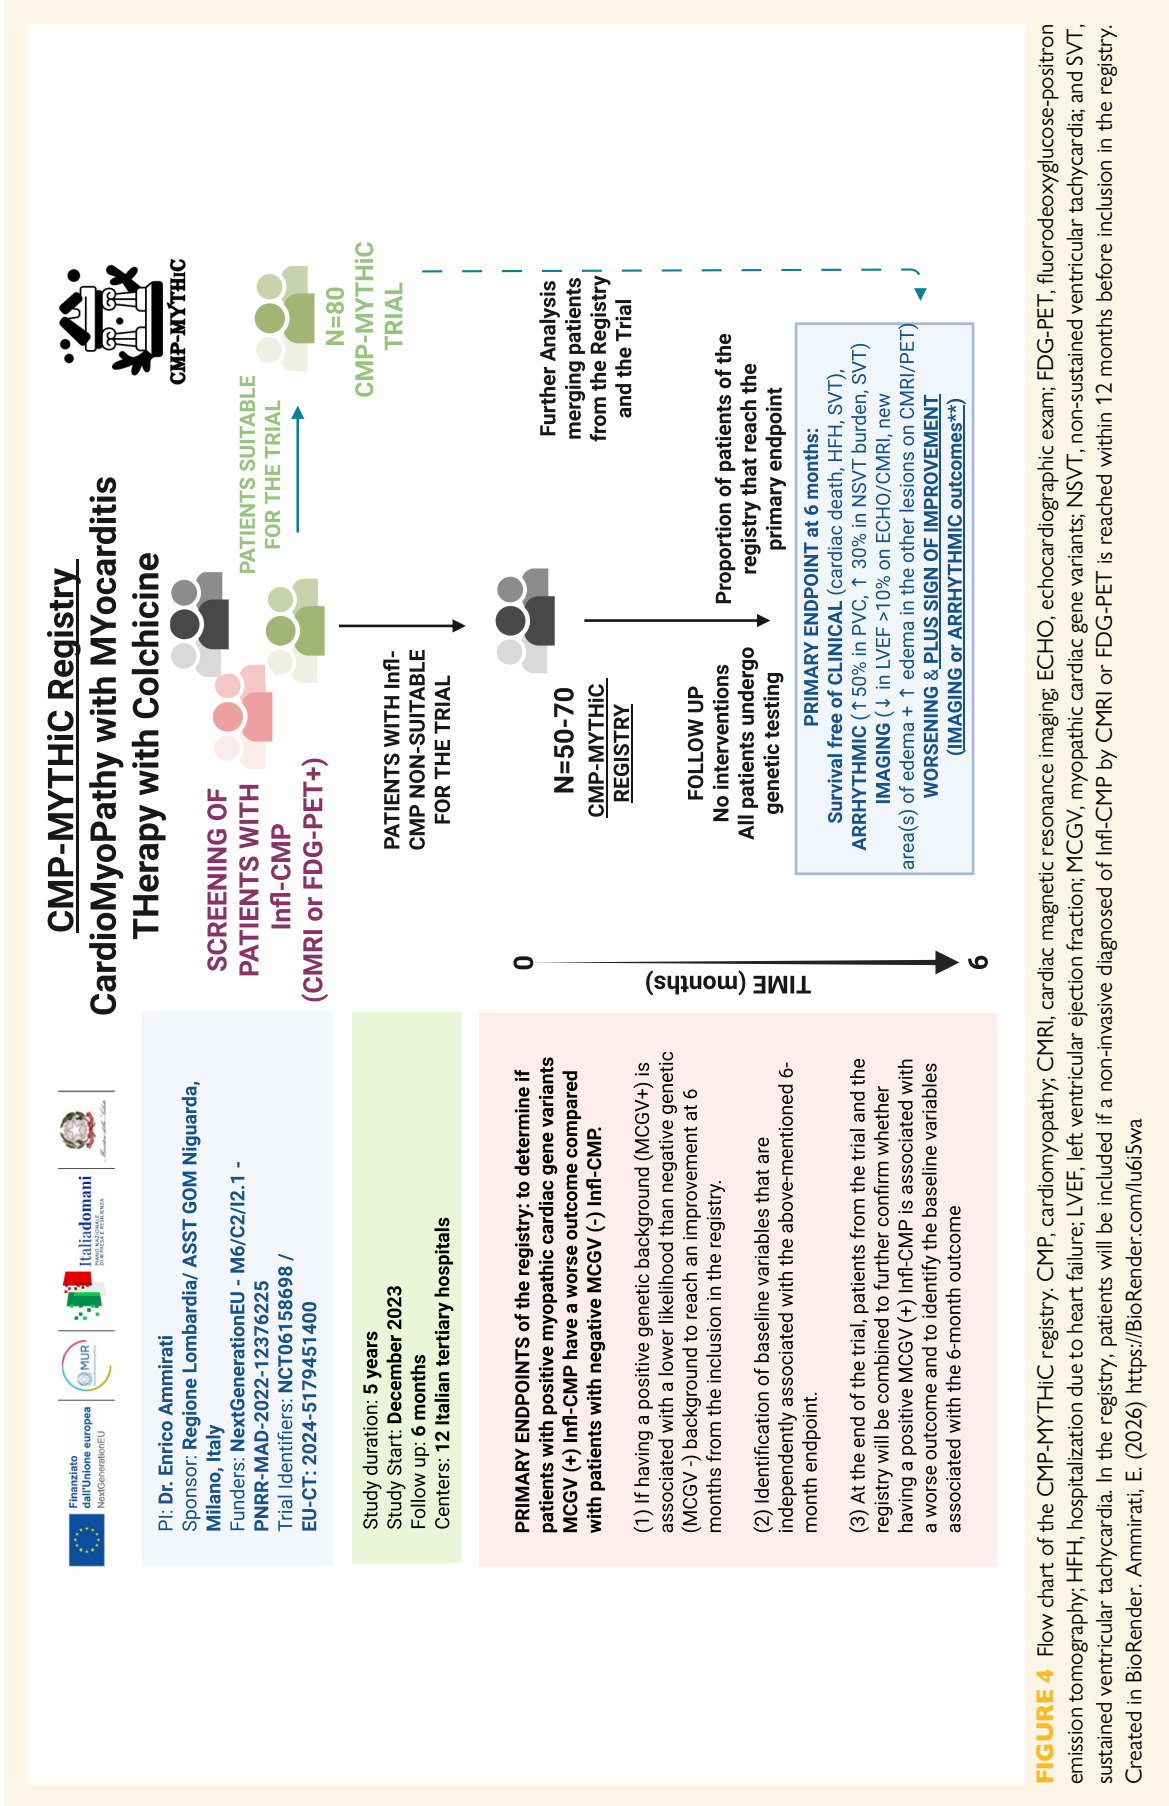 Finanziato
dall'Unione europea
NextGenerationEU
MUR
Italiadomani
PIANO NAZIONALE
DI RIPRESA E RESILIENZA
CMP-MYTHiC Registry
CardioMyoPathy with MYocarditis
THerapy with Colchicine
CMP-MYTHiC
PI: Dr. Enrico Ammirati
Sponsor: Regione Lombardia/ ASST GOM Niguarda,
Milano, Italy
Funders: NextGenerationEU - M6/C2/I2.1 -
PNRR-MAD-2022-12376225
Trial Identifiers: NCT06158698 /
EU-CT: 2024-5179451400
Study duration: 5 years
Study Start: December 2023
Follow up: 6 months
Centers: 12 Italian tertiary hospitals
PRIMARY ENDPOINTS of the registry: to determine if
patients with positive myopathic cardiac gene variants
MCGV (+) Infl-CMP have a worse outcome compared
with patients with negative MCGV (-) Infl-CMP.
(1) If having a positive genetic background (MCGV+) is
associated with a lower likelihood than negative genetic
(MCGV -) background to reach an improvement at 6
months from the inclusion in the registry.
(2) Identification of baseline variables that are
independently associated with the above-mentioned 6-
month endpoint.
(3) At the end of the trial, patients from the trial and the
registry will be combined to further confirm whether
having a positive MCGV (+) Infl-CMP is associated with
a worse outcome and to identify the baseline variables
associated with the 6-month outcome
SCREENING OF
PATIENTS WITH
Infl-CMP
(CMRI or FDG-PET+)
PATIENTS SUITABLE
FOR THE TRIAL
N=80
CMP-MYTHiC
TRIAL
PATIENTS WITH Infl-
CMP NON-SUITABLE
FOR THE TRIAL
0
TIME (months)
6
N=50-70
CMP-MYTHiC
REGISTRY
Further Analysis
merging patients
from the Registry
and the Trial
FOLLOW UP
No interventions
All patients undergo
genetic testing
Proportion of patients of the
registry that reach the
primary endpoint
PRIMARY ENDPOINT at 6 months:
Survival free of CLINICAL (cardiac death, HFH, SVT),
ARRHYTHMIC (↑50% in PVC, ↑ 30% in NSVT burden, SVT)
IMAGING (↓ in LVEF >10% on ECHO/CMRI, new
area(s) of edema + ↑ edema in the other lesions on CMRI/PET)
WORSENING & PLUS SIGN OF IMPROVEMENT
(IMAGING or ARRHYTHMIC outcomes**)
FIGURE 4 Flow chart of the CMP-MYTHiC registry. CMP, cardiomyopathy; CMRI, cardiac magnetic resonance imaging; ECHO, echocardiographic exam; FDG-PET, fluorodeoxyglucose-positron
emission tomography; HFH, hospitalization due to heart failure; LVEF, left ventricular ejection fraction; MCGV, myopathic cardiac gene variants; NSVT, non-sustained ventricular tachycardia; and SVT,
sustained ventricular tachycardia. In the registry, patients will be included if a non-invasive diagnosed of Infl-CMP by CMRI or FDG-PET is reached within 12 months before inclusion in the registry.
Created in BioRender. Ammirati, E. (2026) https://BioRender.com/lu6i5wa